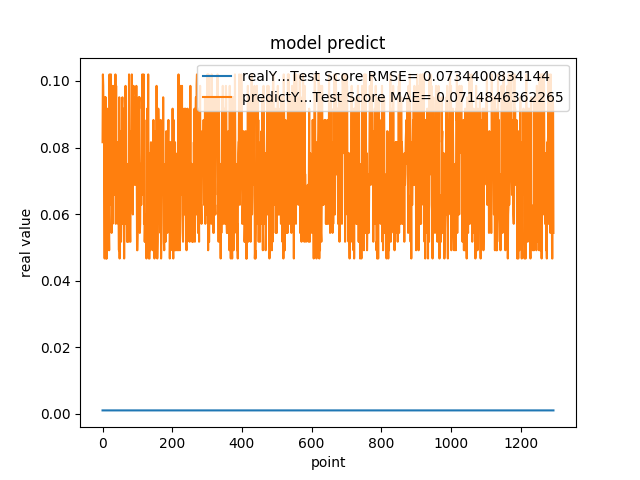 model predict
realY...Test Score RMSE= 0.0734400834144
predictY...Test Score MAE= 0.0714846362265
0.10
0.08
0.06
0.04
0.02
0.00
real value
0 200 400 600 800 1000 1200
point